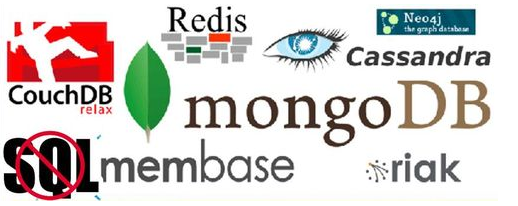 Redis
Neo4j
the graph database
Cassandra
CouchDB
relax
mongoDB
SQL
membase
riak